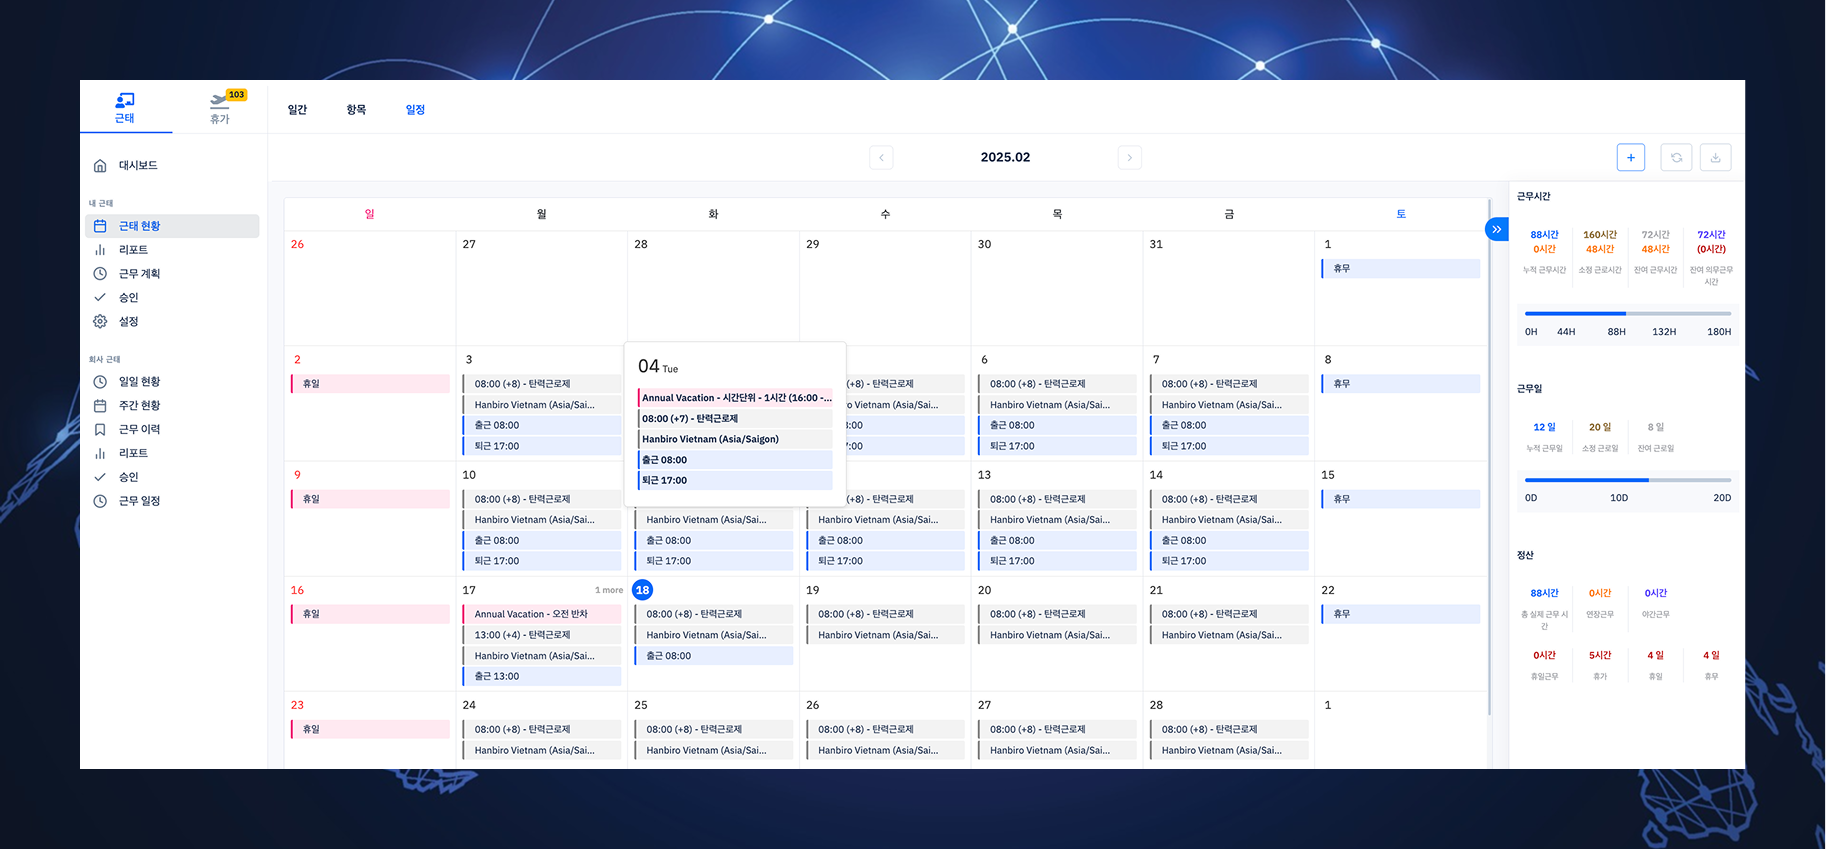 근태
103
휴가
일간 항목 일정
대시보드
내 근태
근태 현황
리포트
근무 계획
승인
설정
회사 근태
일일 현황
주간 현황
근무 이력
리포트
승인
근무 일정
2025.02
일 월 화 수 목 금 토
26 27 28 29 30 31 1
휴무
2 3 6 7 8
휴일
08:00 (+8) - 탄력근로제
Hanbiro Vietnam (Asia/Sai...
출근 08:00
퇴근 17:00
04 Tue
Annual Vacation - 시간단위 - 1시간 (16:00 -...
08:00 (+7) - 탄력근로제
Hanbiro Vietnam (Asia/Saigon)
출근 08:00
퇴근 17:00
(+8) - 탄력근로제
ro Vietnam (Asia/Sai...
08:00 (+8) - 탄력근로제
Hanbiro Vietnam (Asia/Sai...
출근 08:00
퇴근 17:00
08:00 (+8) - 탄력근로제
Hanbiro Vietnam (Asia/Sai...
출근 08:00
퇴근 17:00
휴무
9 10 13 14 15
휴일
08:00 (+8) - 탄력근로제
Hanbiro Vietnam (Asia/Sai...
출근 08:00
퇴근 17:00
Hanbiro Vietnam (Asia/Sai...
출근 08:00
퇴근 17:00
(+8) - 탄력근로제
Hanbiro Vietnam (Asia/Sai...
출근 08:00
퇴근 17:00
08:00 (+8) - 탄력근로제
Hanbiro Vietnam (Asia/Sai...
출근 08:00
퇴근 17:00
08:00 (+8) - 탄력근로제
Hanbiro Vietnam (Asia/Sai...
출근 08:00
퇴근 17:00
휴무
16 17 1 more 18 19 20 21 22
휴일
Annual Vacation - 오전 반차
13:00 (+4) - 탄력근로제
Hanbiro Vietnam (Asia/Sai...
출근 13:00
08:00 (+8) - 탄력근로제
Hanbiro Vietnam (Asia/Sai...
출근 08:00
08:00 (+8) - 탄력근로제
Hanbiro Vietnam (Asia/Sai...
08:00 (+8) - 탄력근로제
Hanbiro Vietnam (Asia/Sai...
08:00 (+8) - 탄력근로제
Hanbiro Vietnam (Asia/Sai...
휴무
23 24 25 26 27 28 1
휴일
08:00 (+8) - 탄력근로제
Hanbiro Vietnam (Asia/Sai...
08:00 (+8) - 탄력근로제
Hanbiro Vietnam (Asia/Sai...
08:00 (+8) - 탄력근로제
Hanbiro Vietnam (Asia/Sai...
08:00 (+8) - 탄력근로제
Hanbiro Vietnam (Asia/Sai...
08:00 (+8) - 탄력근로제
Hanbiro Vietnam (Asia/Sai...
근무시간
88시간 160시간 72시간 72시간
0시간 48시간 48시간 (0시간)
누적 근무시간 소정 근로시간 잔여 근무시간 잔여 의무근무
시간
0H 44H 88H 132H 180H
근무일
12 일 20 일 8 일
누적 근무일 소정 근로일 잔여 근로일
0D 10D 20D
정산
88시간 0시간 0시간
총 실제 근무 시 연장근무 야간근무
간
0시간 5시간 4 일 4 일
휴일근무 휴가 휴일 휴무